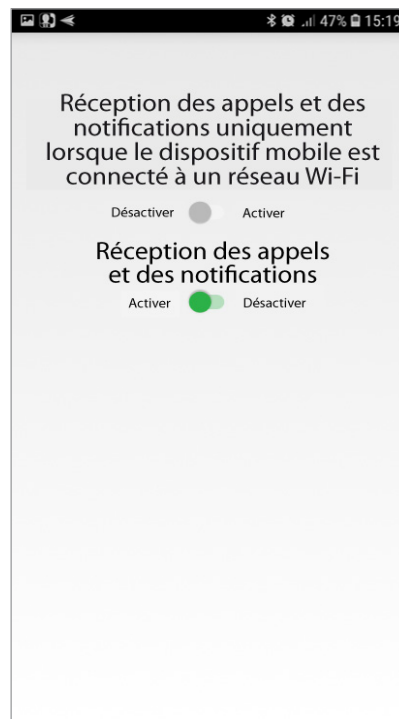 47% 15:19
Réception des appels et des
notifications uniquement
lorsque le dispositif mobile est
connecté à un réseau Wi-Fi
Désactiver Activer
Réception des appels
et des notifications
Activer Désactiver